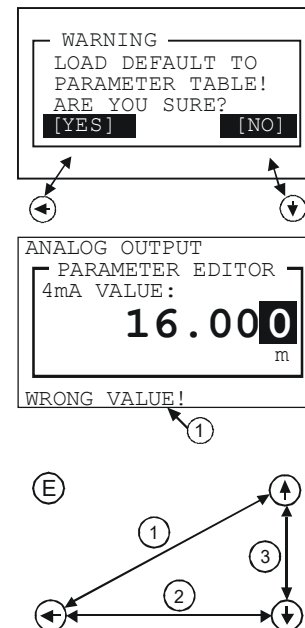 WARNING
LOAD DEFAULT TO
PARAMETER TABLE!
ARE YOU SURE?
[YES] [NO]
ANALOG OUTPUT
PARAMETER EDITOR
4mA VALUE:
16.000
m
WRONG VALUE!
1
E
1
3
2